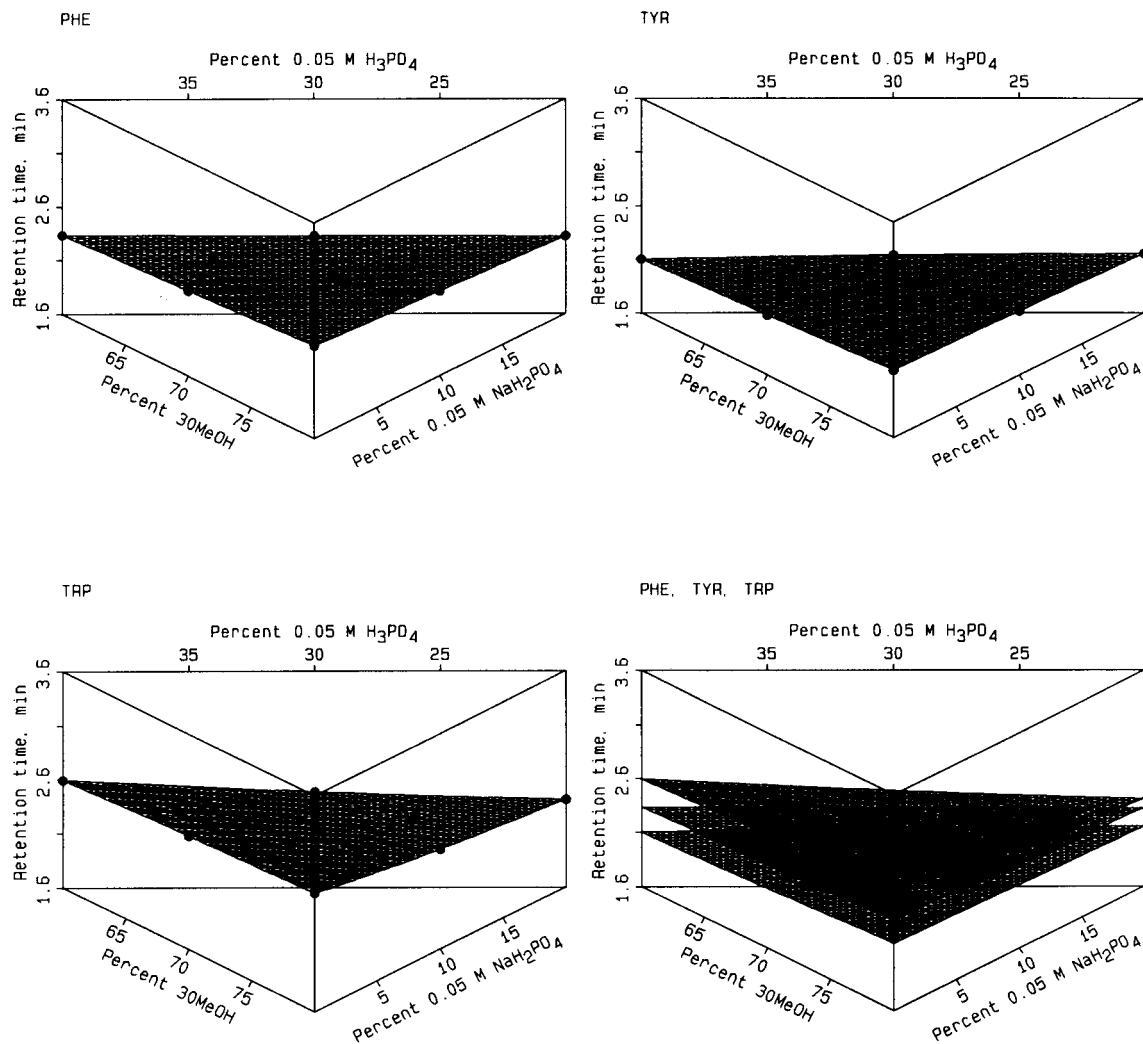 PHE
Percent 0.05 M H₃PO₄
35 30 25
Retention time, min
3.6
2.6
1.6
65
70
75
Percent 30MeOH
5
10
15
Percent 0.05 M NaH₂PO₄
TYR
Percent 0.05 M H₃PO₄
35 30 25
Retention time, min
3.6
2.6
1.6
65
70
75
Percent 30MeOH
5
10
15
Percent 0.05 M NaH₂PO₄
TRP
Percent 0.05 M H₃PO₄
35 30 25
Retention time, min
3.6
2.6
1.6
65
70
75
Percent 30MeOH
5
10
15
Percent 0.05 M NaH₂PO₄
PHE, TYR, TRP
Percent 0.05 M H₃PO₄
35 30 25
Retention time, min
3.6
2.6
1.6
65
70
75
Percent 30MeOH
5
10
15
Percent 0.05 M NaH₂PO₄